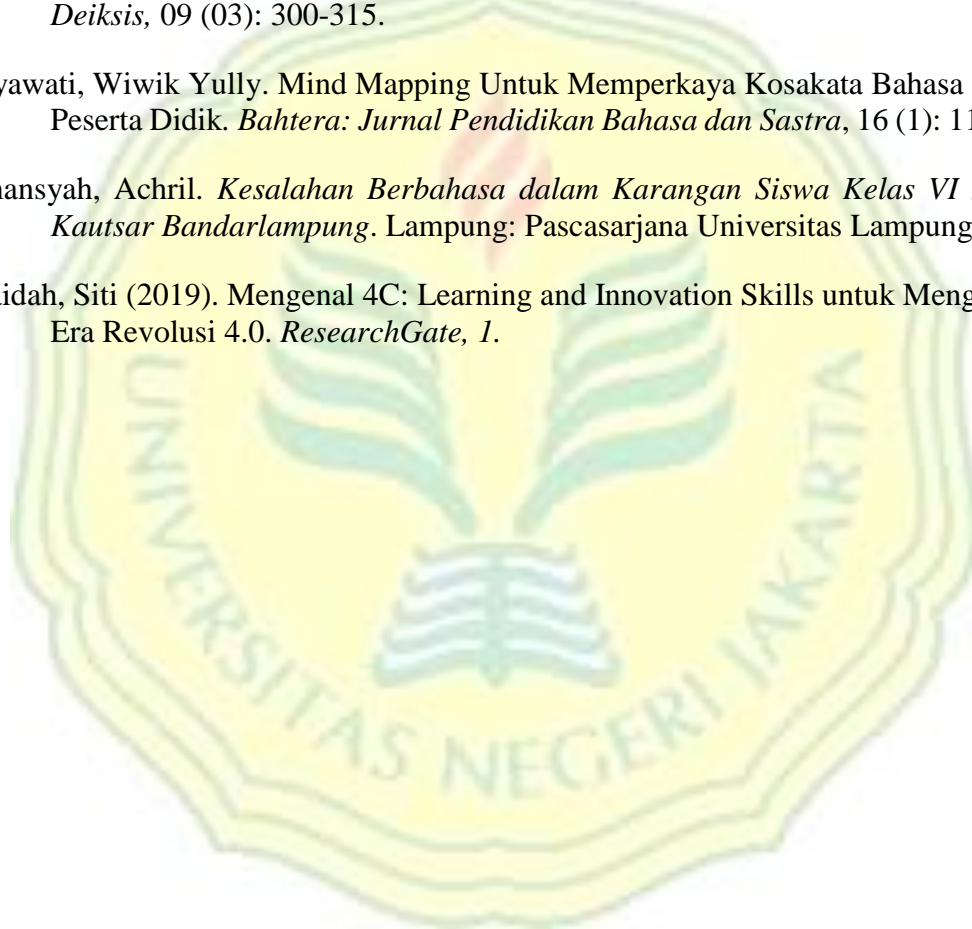 Deiksis, 09 (03): 300-315.
yawati, Wiwik Yully. Mind Mapping Untuk Memperkaya Kosakata Bahasa
Peserta Didik. Bahtera: Jurnal Pendidikan Bahasa dan Sastra, 16 (1): 11
ansyah, Achril. Kesalahan Berbahasa dalam Karangan Siswa Kelas VI
Kautsar Bandarlampung. Lampung: Pascasarjana Universitas Lampung
idah, Siti (2019). Mengenal 4C: Learning and Innovation Skills untuk Meng
Era Revolusi 4.0. ResearchGate, 1.
UNIVERSITAS NEGERI JAKARTA